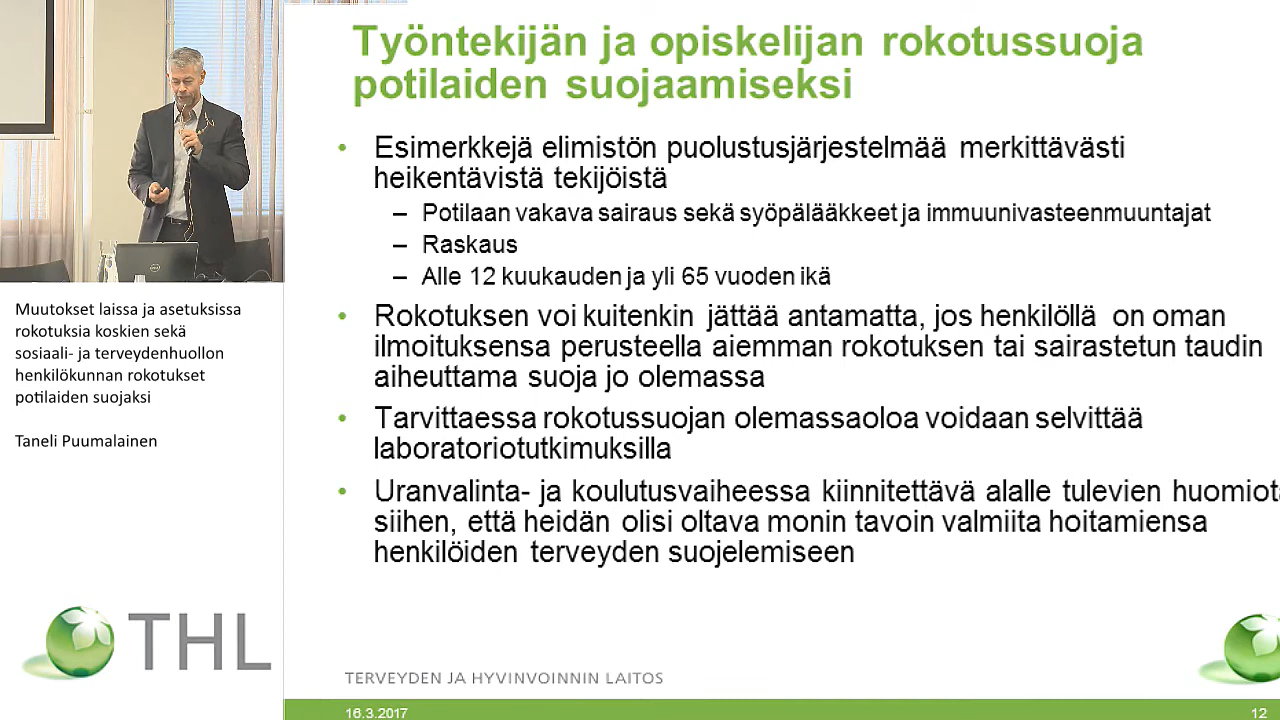 Työntekijän ja opiskelijan rokotussuoja
potilaiden suojaamiseksi
• Esimerkkejä elimistön puolustusjärjestelmää merkittävästi
heikentävistä tekijöistä
– Potilaan vakava sairaus sekä syöpälääkkeet ja immuunivasteenmuuntajat
– Raskaus
– Alle 12 kuukauden ja yli 65 vuoden ikä
• Rokotuksen voi kuitenkin jättää antamatta, jos henkilöllä on oman
ilmoituksensa perusteella aiemman rokotuksen tai sairastetun taudin
aiheuttama suoja jo olemassa
• Tarvittaessa rokotussuojan olemassaoloa voidaan selvittää
laboratoriotutkimuksilla
• Uranvalinta- ja koulutusvaiheessa kiinnitettävä alalle tulevien huomiota
siihen, että heidän olisi oltava monin tavoin valmiita hoitamiensa
henkilöiden terveyden suojelemiseen
TERVEYDEN JA HYVINVOINNIN LAITOS
16.3.2017
12
Muutokset laissa ja asetuksissa
rokotuksia koskien sekä
sosiaali- ja terveydenhuollon
henkilökunnan rokotukset
potilaiden suojaksi
Taneli Puumalainen
THL